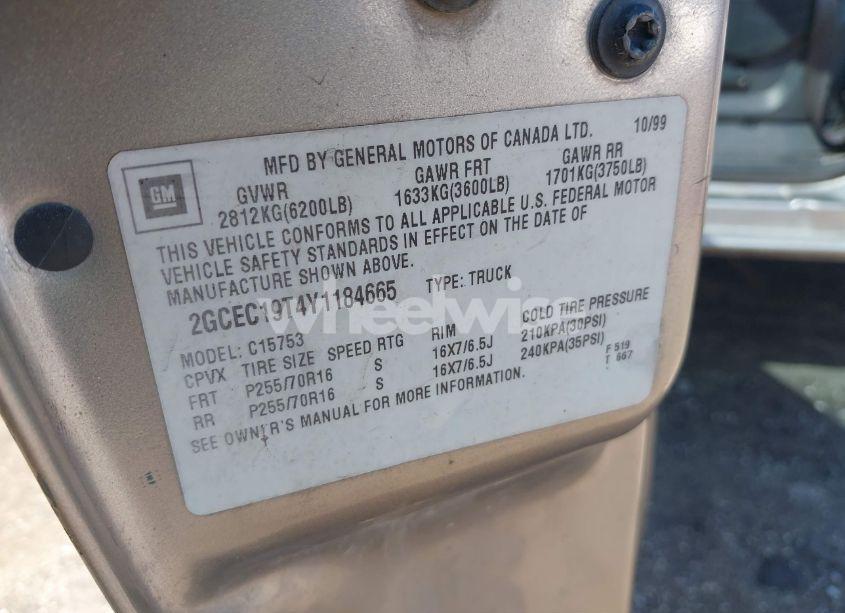 MFD BY GENERAL MOTORS OF CANADA LTD. 10/99
GM
GVWR GAWR FRT GAWR RR
2812KG(6200LB) 1633KG(3600LB) 1701KG(3750LB)
THIS VEHICLE CONFORMS TO ALL APPLICABLE U.S. FEDERAL MOTOR
VEHICLE SAFETY STANDARDS IN EFFECT ON THE DATE OF
MANUFACTURE SHOWN ABOVE.
2GCEC19T4Y1184665 TYPE: TRUCK
MODEL: C15753
CPVX TIRE SIZE SPEED RTG RIM COLD TIRE PRESSURE
FRT P255/70R16 S 16X7/6.5J 210KPA(30PSI)
RR P255/70R16 S 16X7/6.5J 240KPA(35PSI)
F 519
T 667
SEE OWNER'S MANUAL FOR MORE INFORMATION.
wheelwise